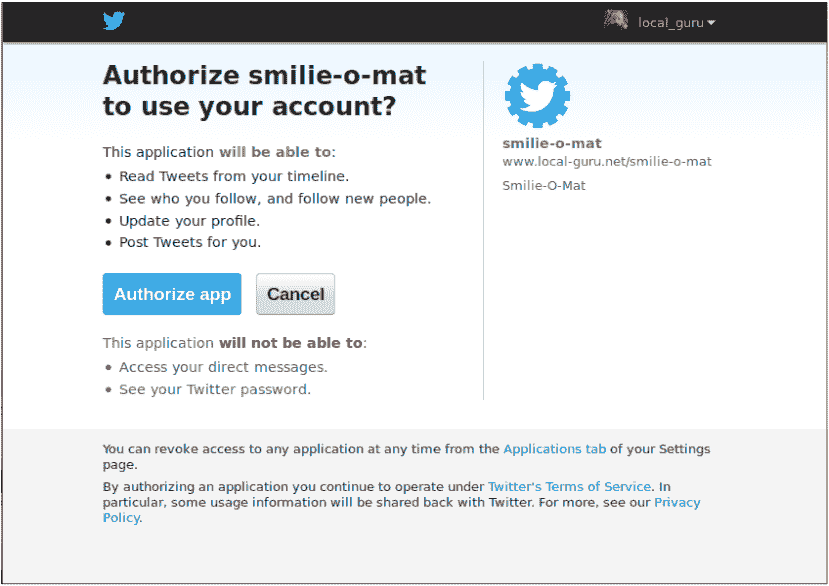 local_guru
Authorize smilie-o-mat
to use your account?
This application will be able to:
• Read Tweets from your timeline.
• See who you follow, and follow new people.
• Update your profile.
• Post Tweets for you.
Authorize app
Cancel
This application will not be able to:
• Access your direct messages.
• See your Twitter password.
smilie-o-mat
www.local-guru.net/smilie-o-mat
Smilie-O-Mat
You can revoke access to any application at any time from the Applications tab of your Settings
page.
By authorizing an application you continue to operate under Twitter's Terms of Service. In
particular, some usage information will be shared back with Twitter. For more, see our Privacy
Policy.